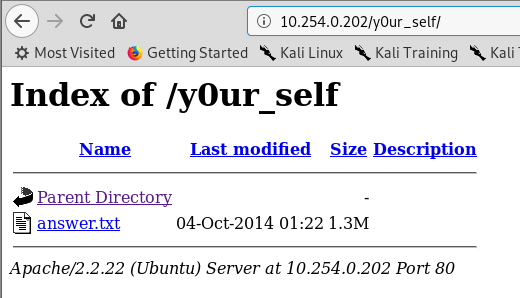 10.254.0.202/y0ur_self/
Most Visited Getting Started Kali Linux Kali Training Kali T
Index of /y0ur_self
Name Last modified Size Description
Parent Directory -
answer.txt 04-Oct-2014 01:22 1.3M
Apache/2.2.22 (Ubuntu) Server at 10.254.0.202 Port 80